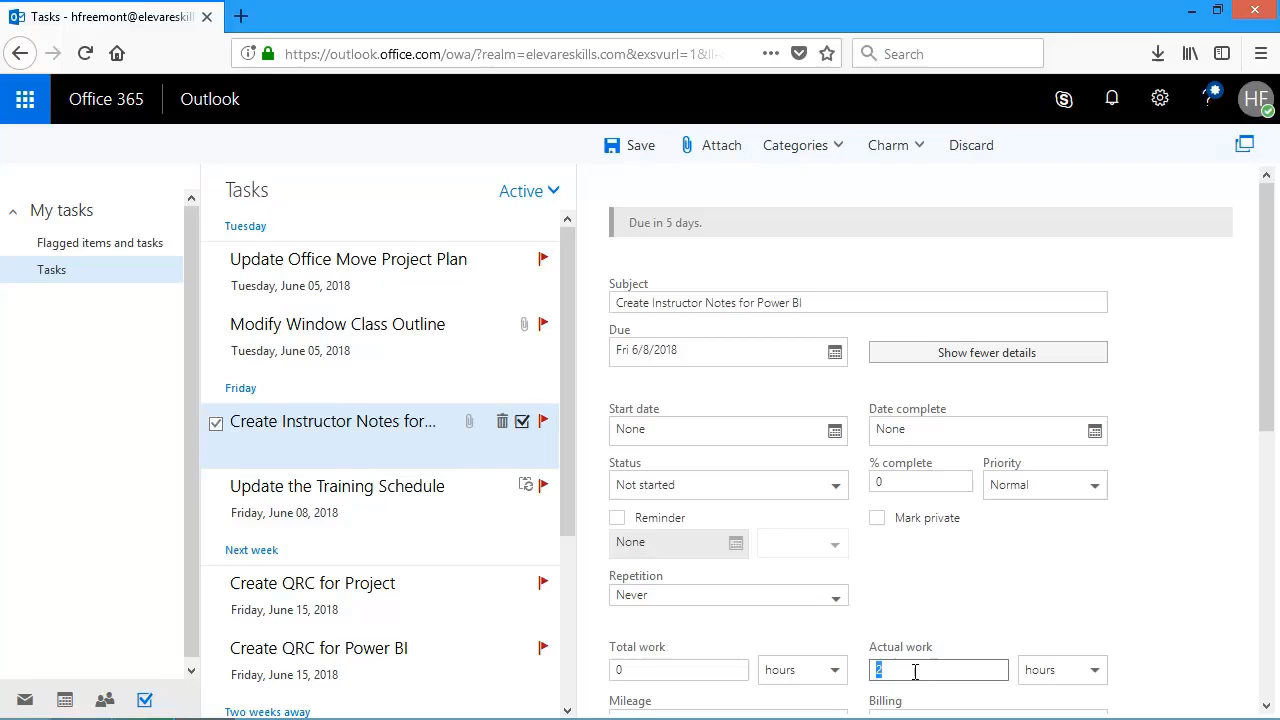 Tasks - hfreemont@elevareskill
https://outlook.office.com/owa/?realm=elevareskills.com&exsvurl=1&ll-
Search
Office 365
Outlook
HF
Save
Attach
Categories
Charm
Discard
My tasks
Flagged items and tasks
Tasks
Tasks
Active
Tuesday
Update Office Move Project Plan
Tuesday, June 05, 2018
Modify Window Class Outline
Tuesday, June 05, 2018
Friday
Create Instructor Notes for...
Update the Training Schedule
Friday, June 08, 2018
Next week
Create QRC for Project
Friday, June 15, 2018
Create QRC for Power BI
Friday, June 15, 2018
Two weeks away
Due in 5 days.
Subject
Create Instructor Notes for Power BI
Due
Fri 6/8/2018
Show fewer details
Start date
Date complete
None
None
Status
% complete
Priority
Not started
0
Normal
Reminder
Mark private
None
Repetition
Never
Total work
Actual work
0
hours
2
hours
Mileage
Billing